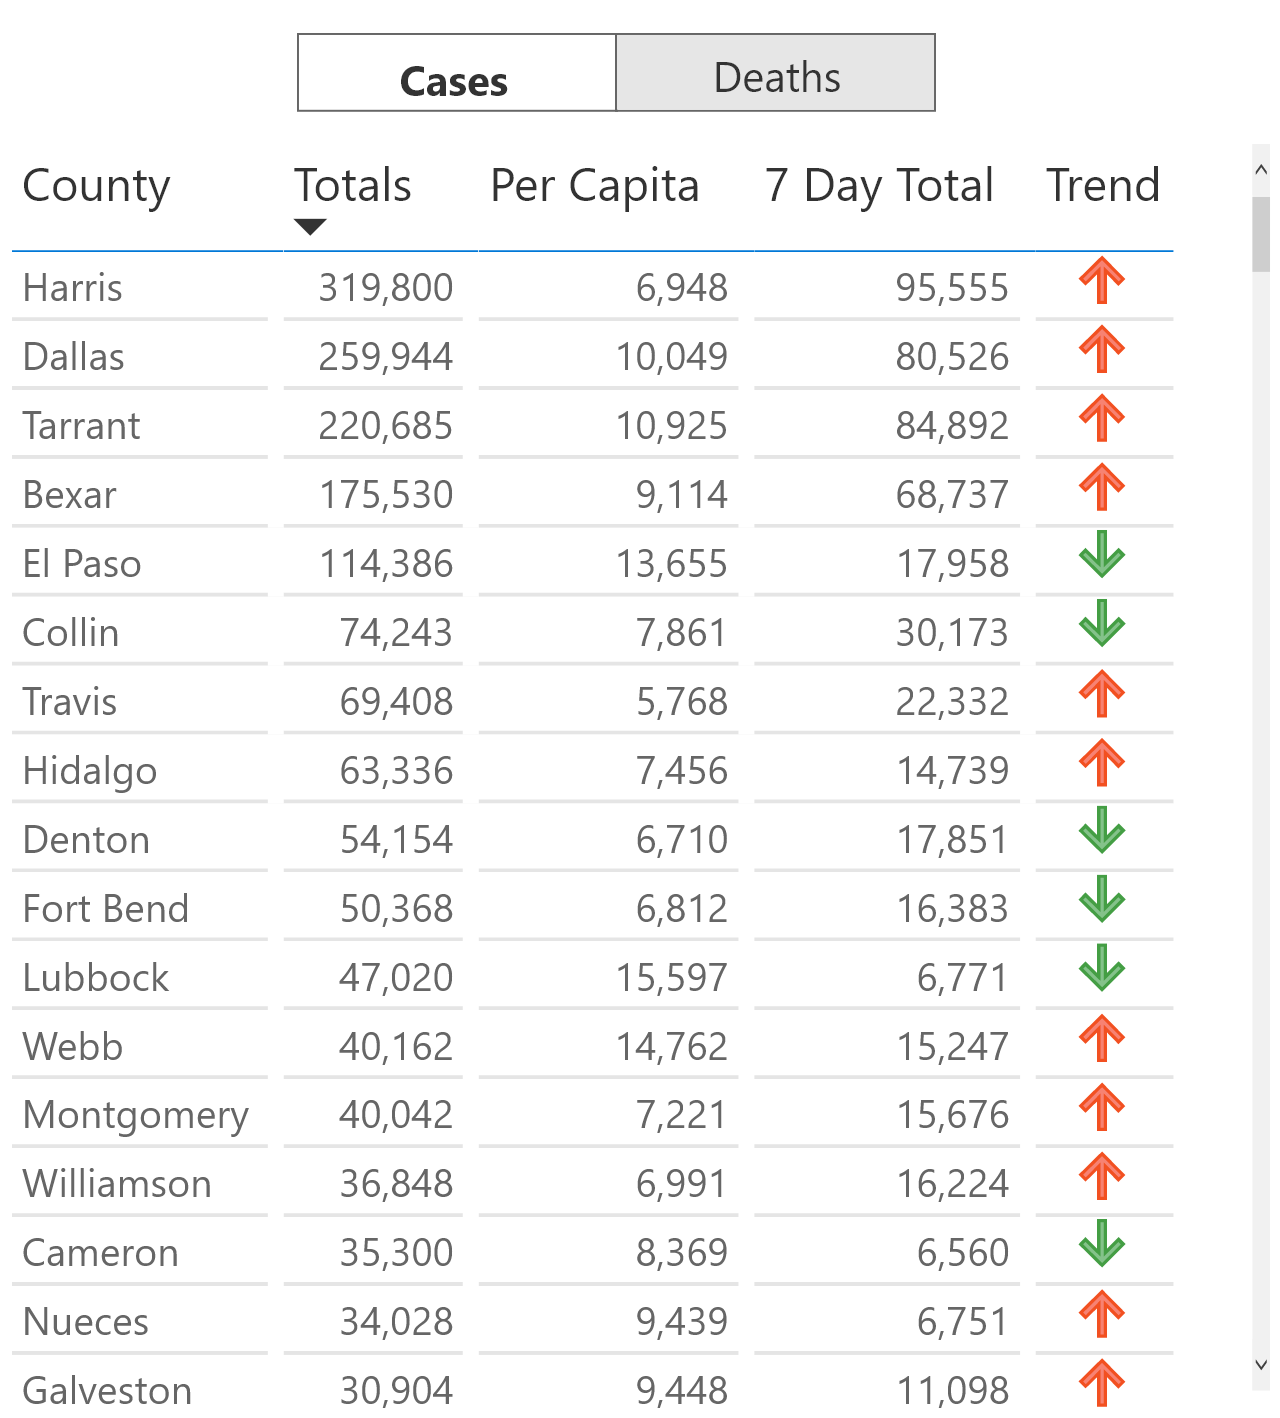 Cases Deaths
County Totals Per Capita 7 Day Total Trend
Harris 319,800 6,948 95,555
Dallas 259,944 10,049 80,526
Tarrant 220,685 10,925 84,892
Bexar 175,530 9,114 68,737
El Paso 114,386 13,655 17,958
Collin 74,243 7,861 30,173
Travis 69,408 5,768 22,332
Hidalgo 63,336 7,456 14,739
Denton 54,154 6,710 17,851
Fort Bend 50,368 6,812 16,383
Lubbock 47,020 15,597 6,771
Webb 40,162 14,762 15,247
Montgomery 40,042 7,221 15,676
Williamson 36,848 6,991 16,224
Cameron 35,300 8,369 6,560
Nueces 34,028 9,439 6,751
Galveston 30,904 9,448 11,098